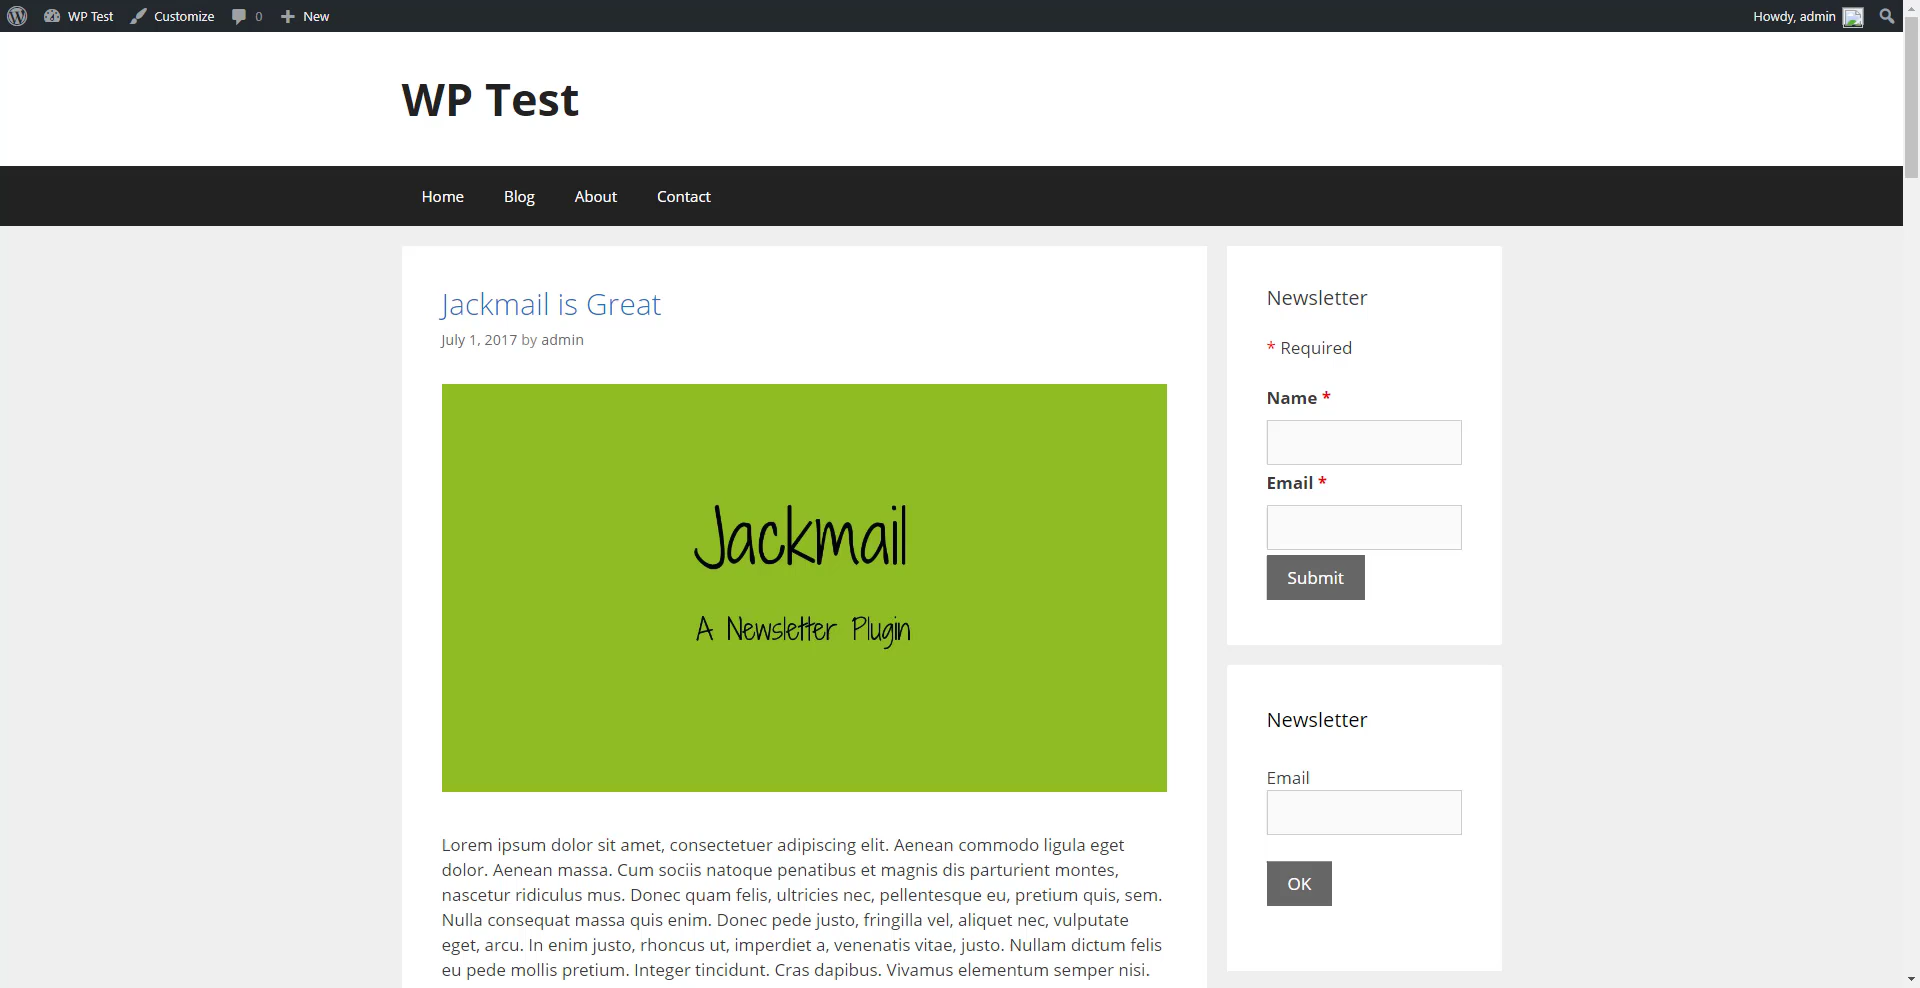 WP Test Customize 0 New Howdy, admin
WP Test
Home Blog About Contact
Jackmail is Great
July 1, 2017 by admin
Jackmail
A Newsletter Plugin
Lorem ipsum dolor sit amet, consectetuer adipiscing elit. Aenean commodo ligula eget
dolor. Aenean massa. Cum sociis natoque penatibus et magnis dis parturient montes,
nascetur ridiculus mus. Donec quam felis, ultricies nec, pellentesque eu, pretium quis, sem.
Nulla consequat massa quis enim. Donec pede justo, fringilla vel, aliquet nec, vulputate
eget, arcu. In enim justo, rhoncus ut, imperdiet a, venenatis vitae, justo. Nullam dictum felis
eu pede mollis pretium. Integer tincidunt. Cras dapibus. Vivamus elementum semper nisi.
Newsletter
* Required
Name *
Email *
Submit
Newsletter
Email
OK